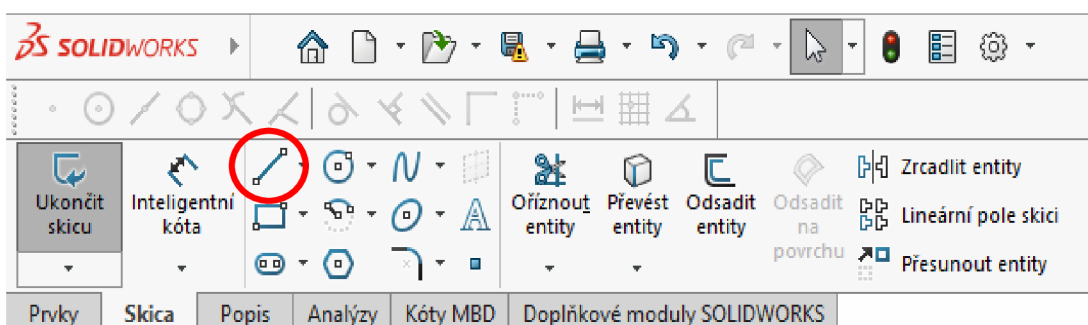 SOLIDWORKS
Ukončit skicu
Inteligentní kóta
Oříznout entity
Převést entity
Odsadit entity
Odsadit na povrchu
Zrcadlit entity
Lineární pole skici
Přesunout entity
Prvky
Skica
Popis
Analýzy
Kóty MBD
Doplňkové moduly SOLIDWORKS